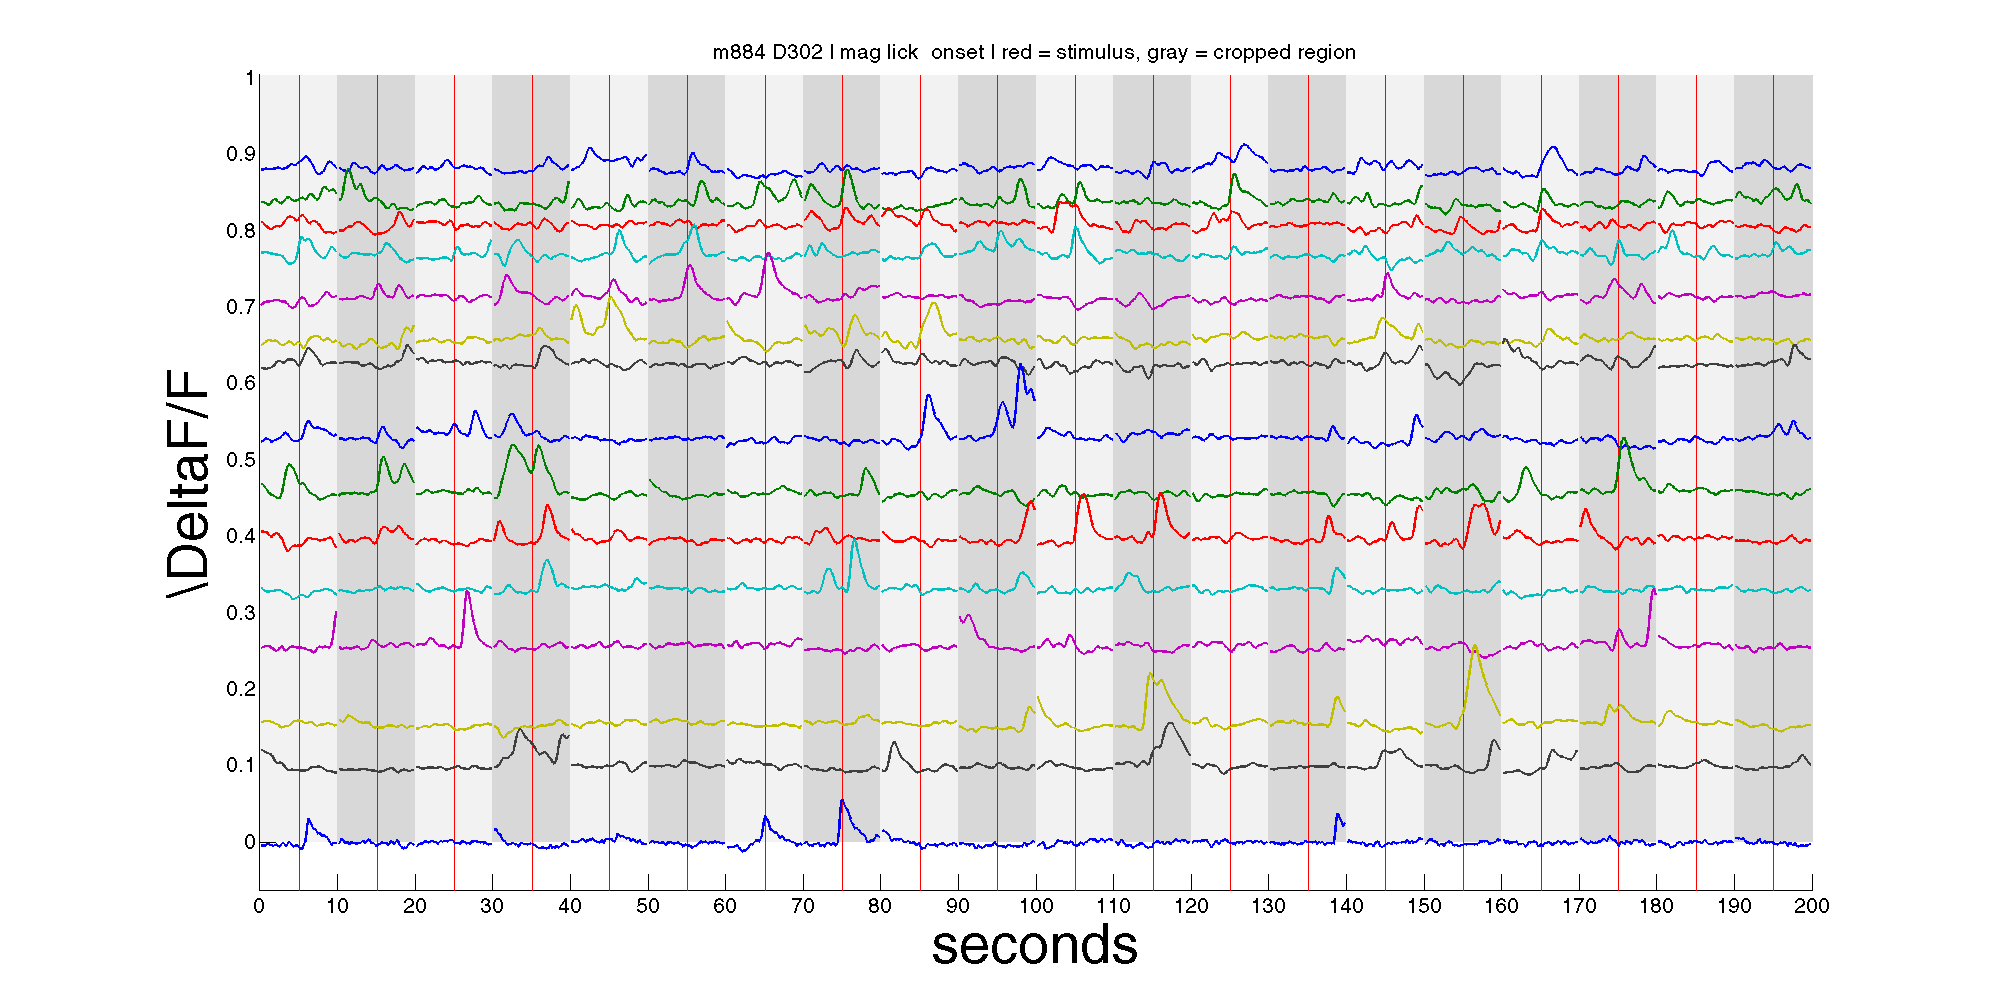 m884 D302 | mag lick  onset | red = stimulus, gray = cropped region
1
0.9
0.8
0.7
0.6
0.5
0.4
0.3
0.2
0.1
0
\DeltaF/F
0 10 20 30 40 50 60 70 80 90 100 110 120 130 140 150 160 170 180 190 200
seconds